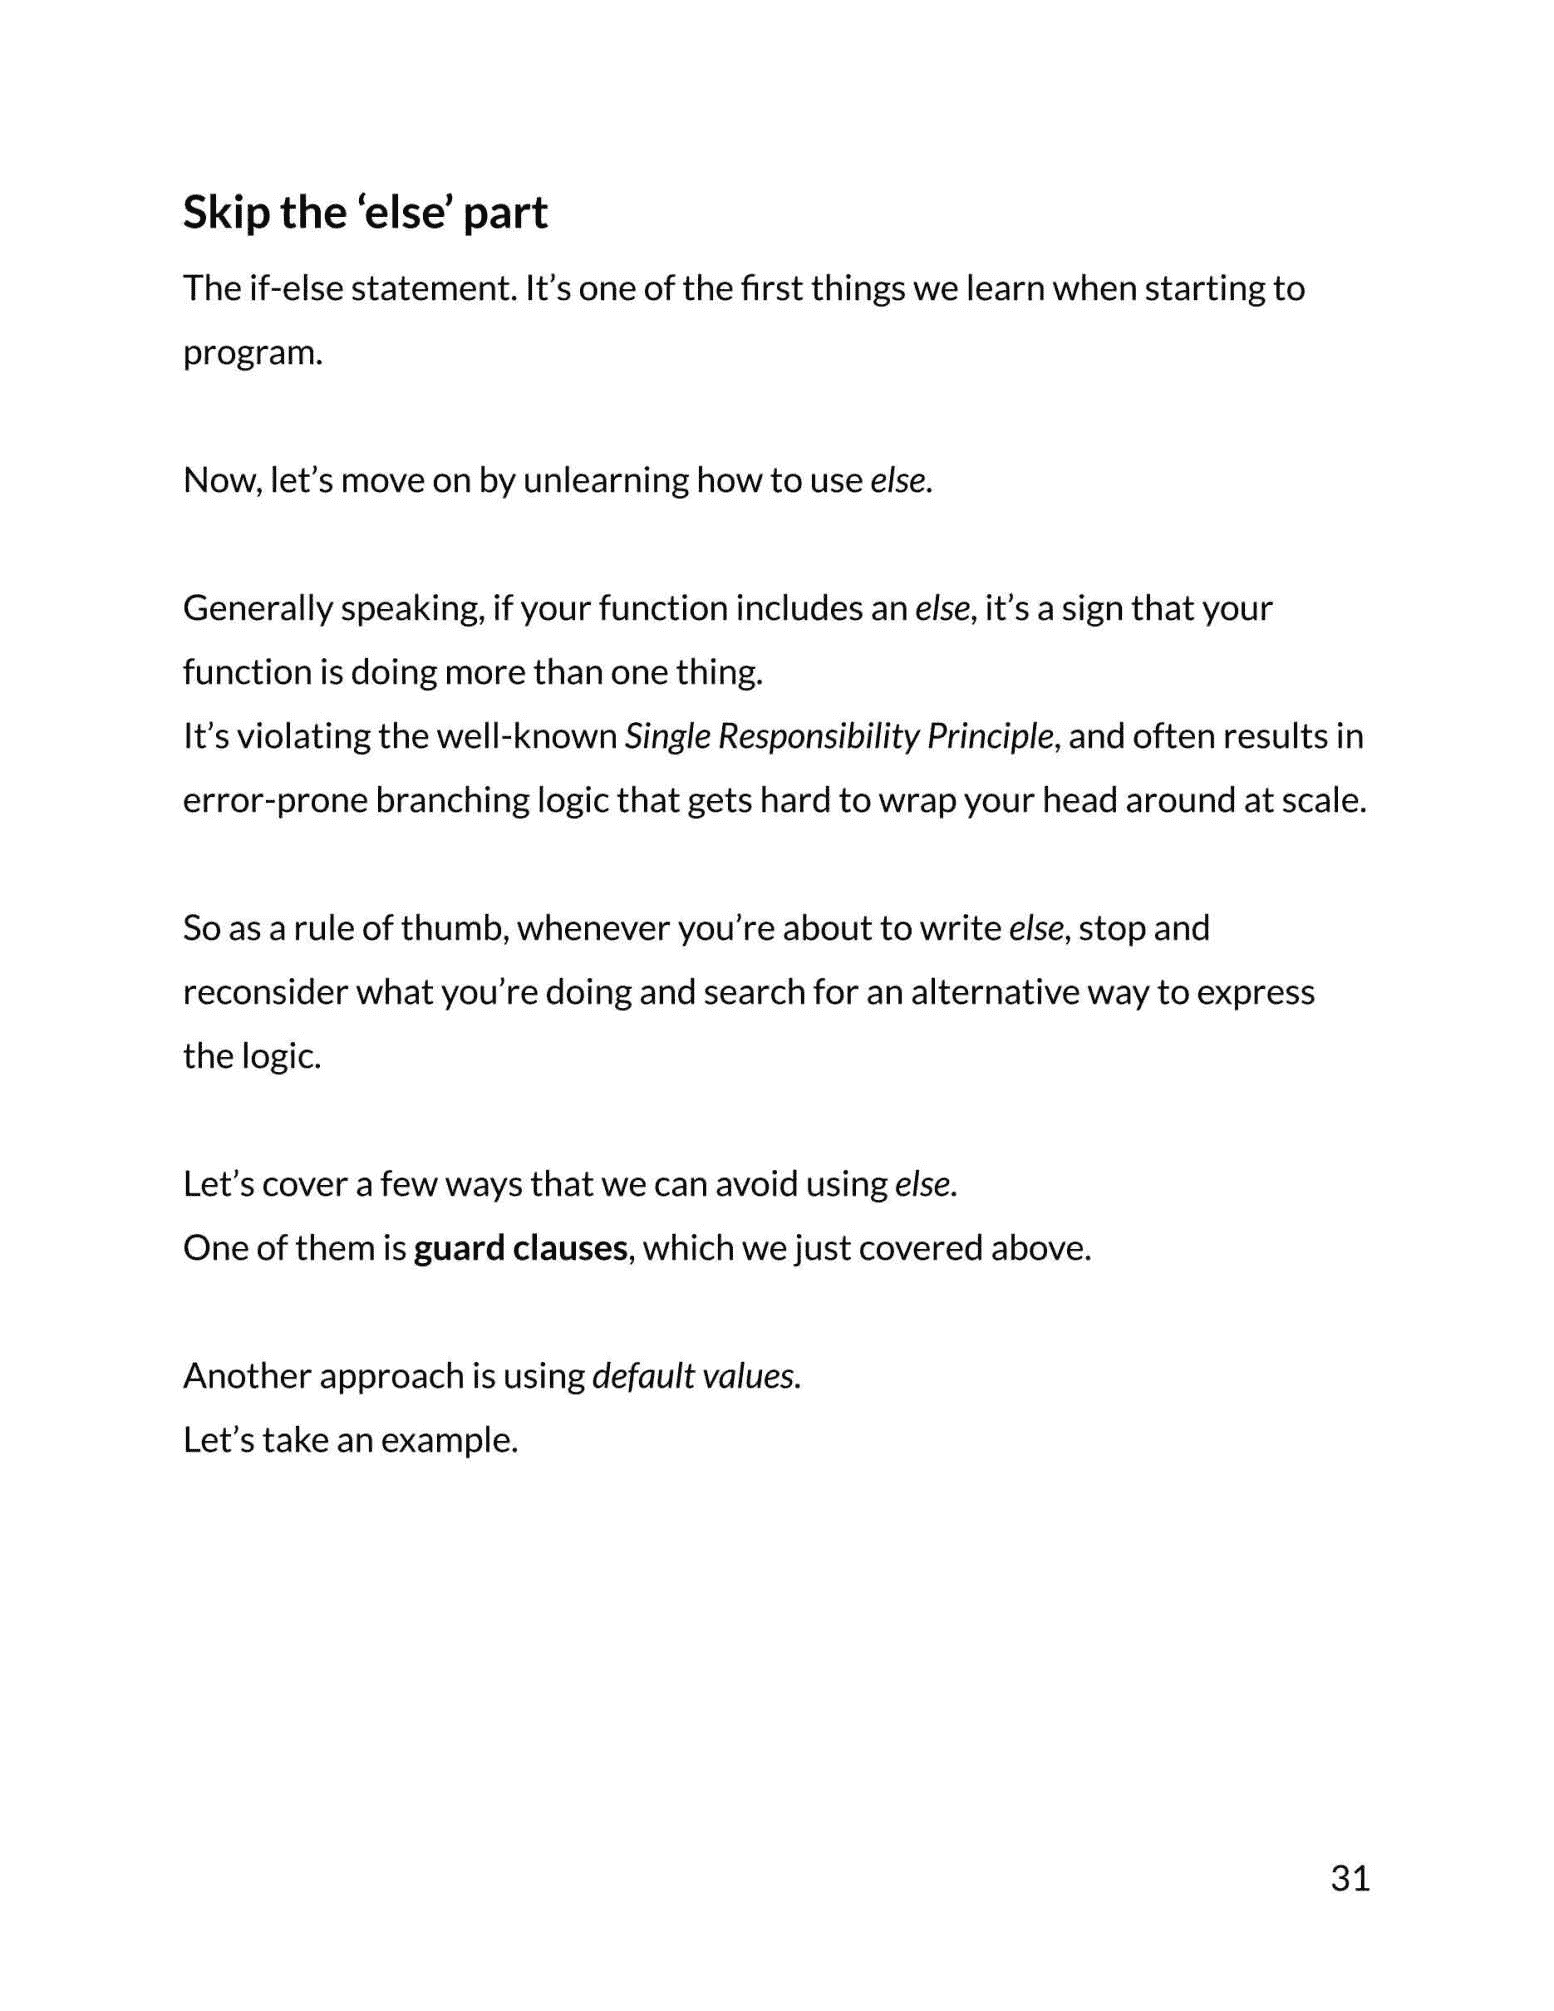 Skip the ‘else’ part
The if-else statement. It’s one of the first things we learn when starting to
program.
Now, let’s move on by unlearning how to use else.
Generally speaking, if your function includes an else, it’s a sign that your
function is doing more than one thing.
It’s violating the well-known Single Responsibility Principle, and often results in
error-prone branching logic that gets hard to wrap your head around at scale.
So as a rule of thumb, whenever you’re about to write else, stop and
reconsider what you’re doing and search for an alternative way to express
the logic.
Let’s cover a few ways that we can avoid using else.
One of them is guard clauses, which we just covered above.
Another approach is using default values.
Let’s take an example.
31